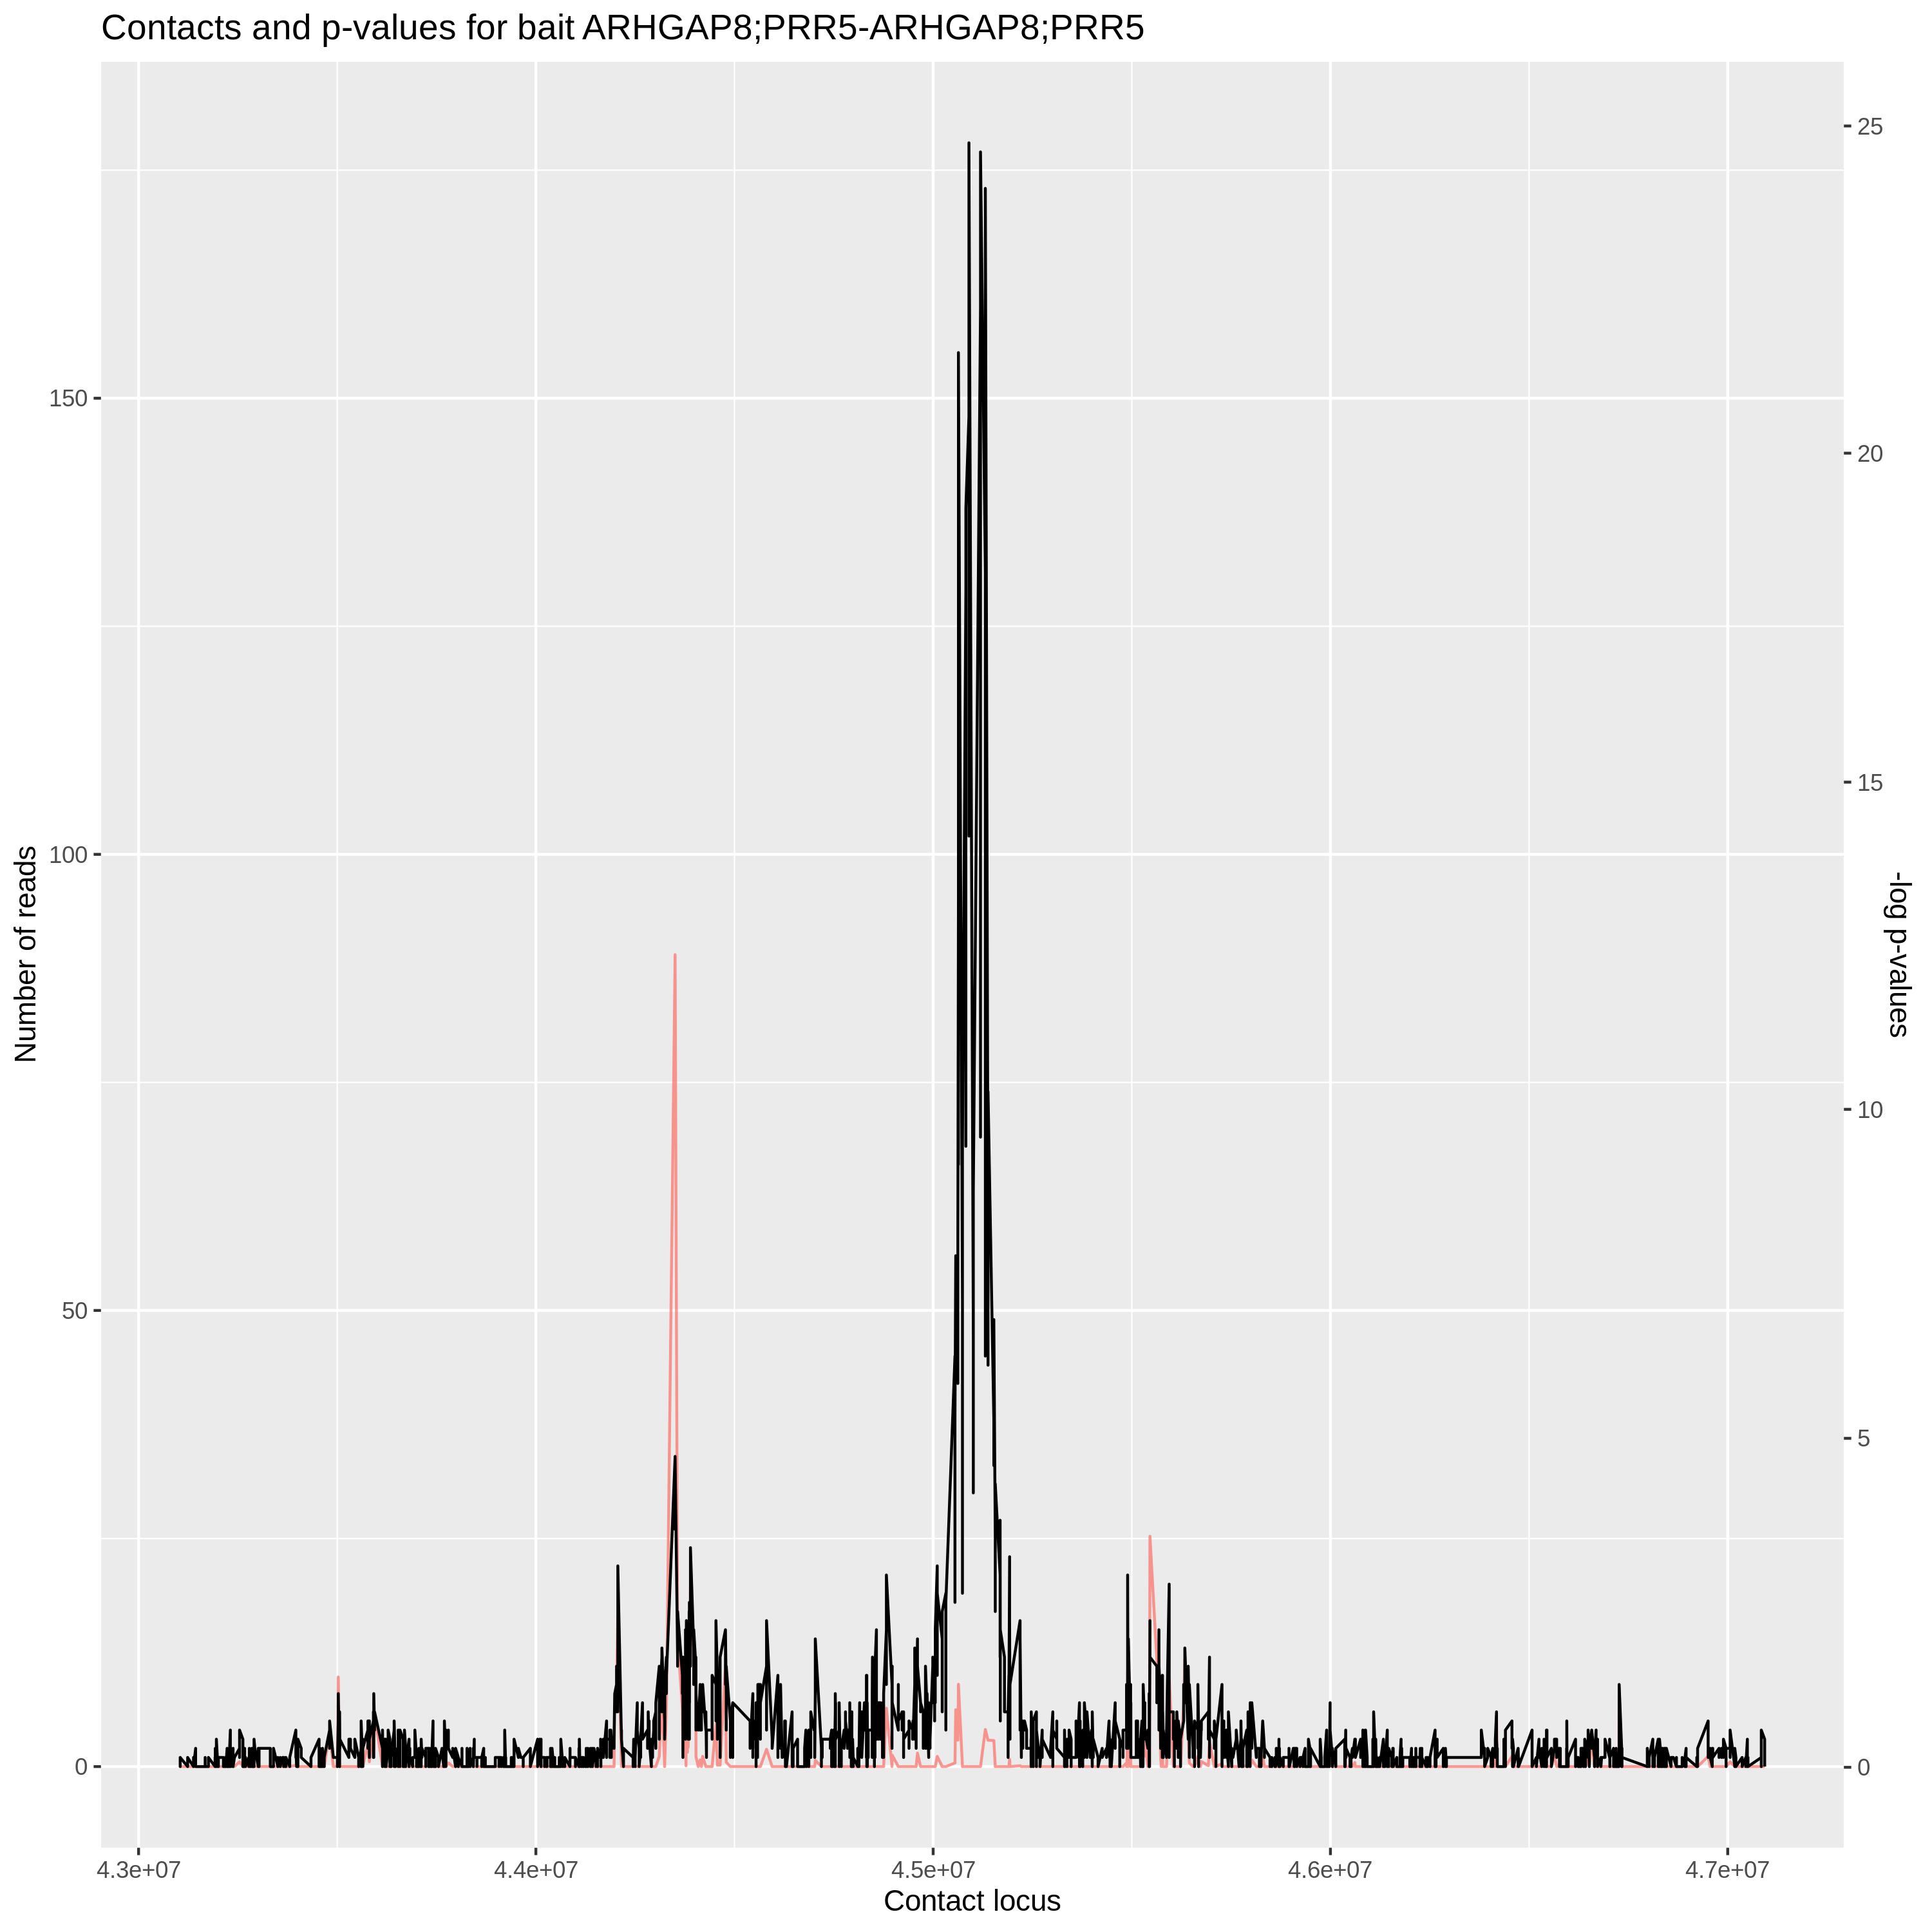 Contacts and p-values for bait ARHGAP8;PRR5-ARHGAP8;PRR5
150
100
50
0
Number of reads
25
20
15
10
5
0
-log p-values
4.3e+07
4.4e+07
4.5e+07
4.6e+07
4.7e+07
Contact locus